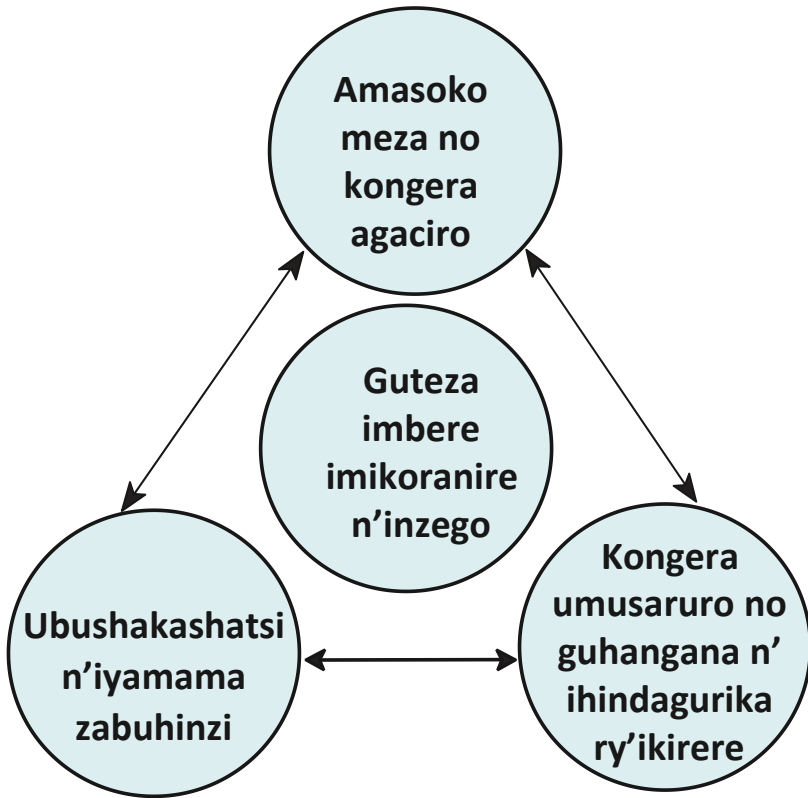 Amasoko
meza no
kongera
agaciro
Guteza
imbere
imikoranire
n’inzego
Ubushakashatsi
n’iyamama
zabuhinzi
Kongera
umusaruro no
guhangana n’
ihindagurika
ry’ikirere